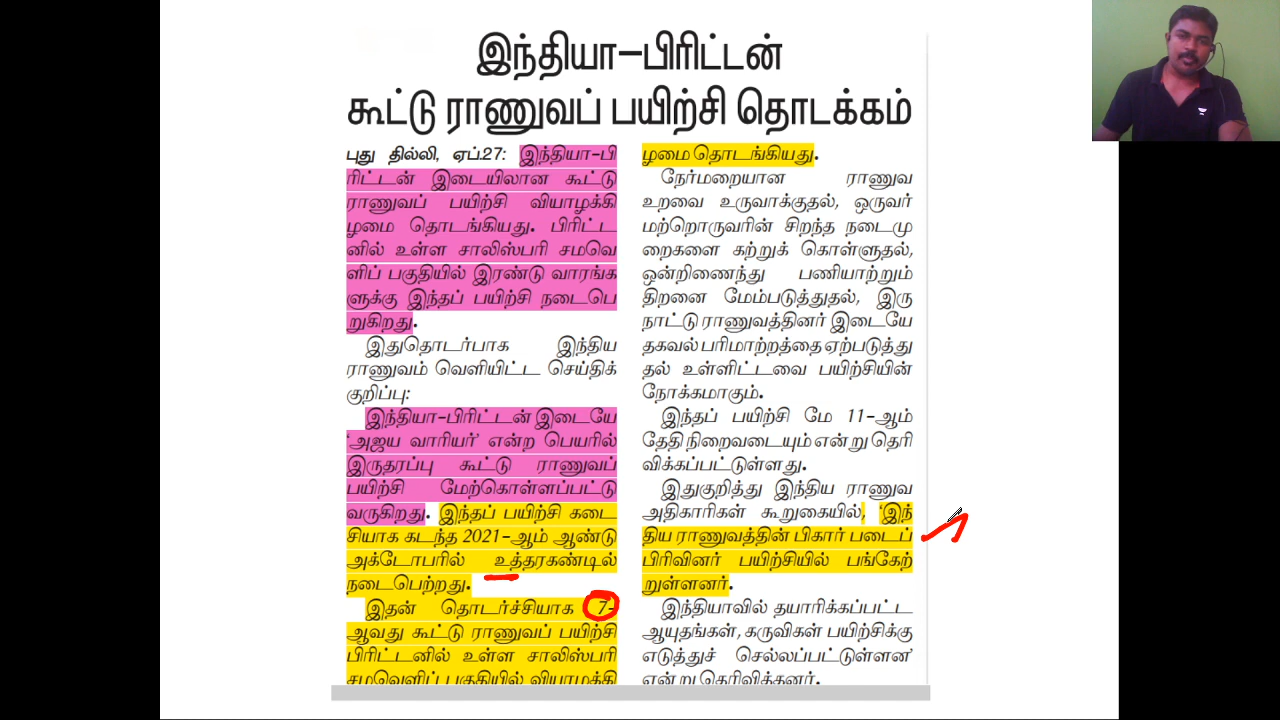 இந்தியா–பிரிட்டன்
கூட்டு ராணுவப் பயிற்சி தொடக்கம்
புது தில்லி, ஏப்.27: இந்தியா–பி
ரிட்டன் இடையிலான கூட்டு
ராணுவப் பயிற்சி வியாழக்கி
ழமை தொடங்கியது. பிரிட்ட
னில் உள்ள சாலிஸ்பரி சமவெ
ளிப் பகுதியில் இரண்டு வாரங்க
ளுக்கு இந்தப் பயிற்சி நடைபெ
றுகிறது.
இதுதொடர்பாக இந்திய
ராணுவம் வெளியிட்ட செய்திக்
குறிப்பு:
இந்தியா–பிரிட்டன் இடையே
'அஜய வாரியர்' என்ற பெயரில்
இருதரப்பு கூட்டு ராணுவப்
பயிற்சி மேற்கொள்ளப்பட்டு
வருகிறது. இந்தப் பயிற்சி கடை
சியாக கடந்த 2021–ஆம் ஆண்டு
அக்டோபரில் உத்தரகண்டில்
நடைபெற்றது.
இதன் தொடர்ச்சியாக 7–
ஆவது கூட்டு ராணுவப் பயிற்சி
பிரிட்டனில் உள்ள சாலிஸ்பரி
சமவெளிப் பகுதியில் வியாழக்கி
ழமை தொடங்கியது.
நேர்மறையான ராணுவ
உறவை உருவாக்குதல், ஒருவர்
மற்றொருவரின் சிறந்த நடைமு
றைகளை கற்றுக் கொள்ளுதல்,
ஒன்றிணைந்து பணியாற்றும்
திறனை மேம்படுத்துதல், இரு
நாட்டு ராணுவத்தினர் இடையே
தகவல் பரிமாற்றத்தை ஏற்படுத்து
தல் உள்ளிட்டவை பயிற்சியின்
நோக்கமாகும்.
இந்தப் பயிற்சி மே 11–ஆம்
தேதி நிறைவடையும் என்று தெரி
விக்கப்பட்டுள்ளது.
இதுகுறித்து இந்திய ராணுவ
அதிகாரிகள் கூறுகையில், 'இந்
திய ராணுவத்தின் பிகார் படைப்
பிரிவினர் பயிற்சியில் பங்கேற்
றுள்ளனர்.
இந்தியாவில் தயாரிக்கப்பட்ட
ஆயுதங்கள், கருவிகள் பயிற்சிக்கு
எடுத்துச் செல்லப்பட்டுள்ளன'
என்று தெரிவித்தனர்.